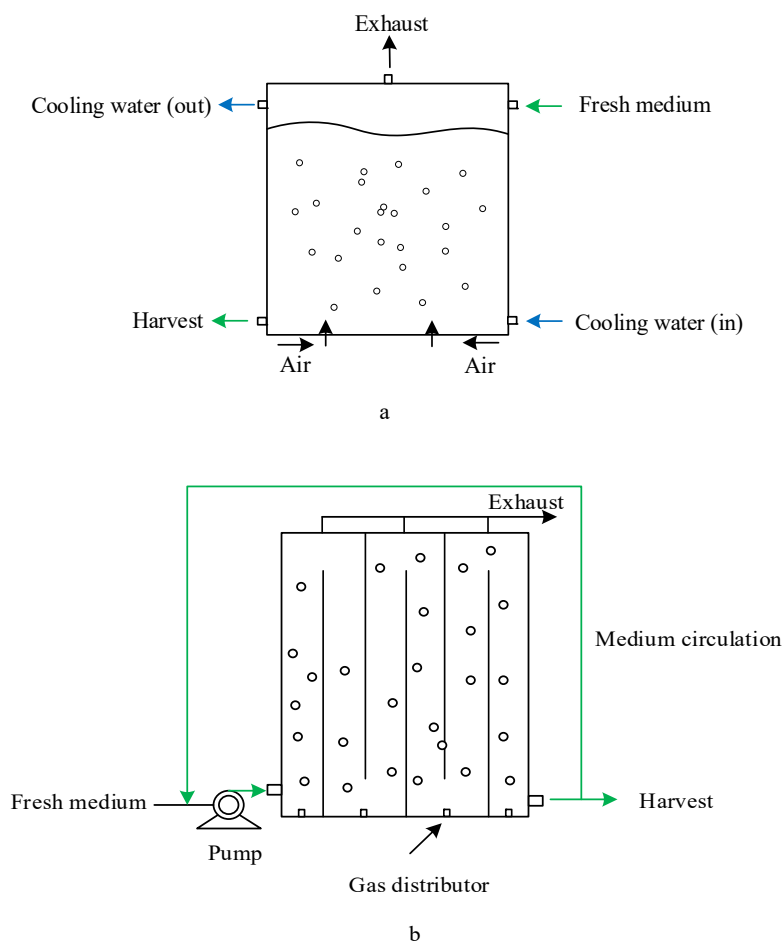 Exhaust
Cooling water (out)
Fresh medium
Harvest
Cooling water (in)
Air
Air
a
Exhaust
Medium circulation
Fresh medium
Harvest
Pump
Gas distributor
b